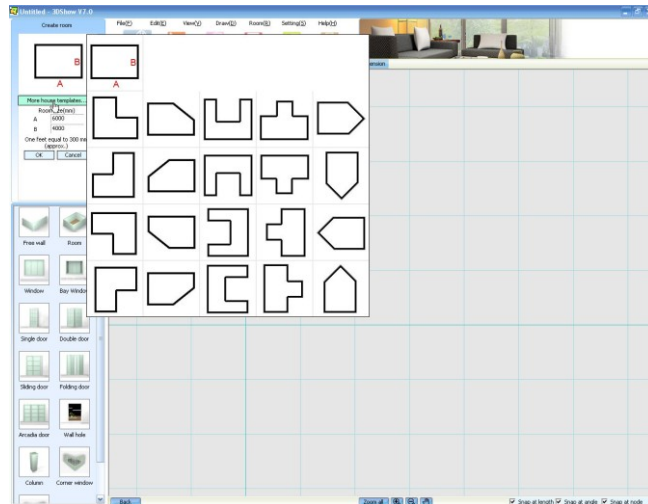 Untitled - 3DShow V7.0
Create room
File(F) Edit(E) View(V) Draw(D) Room(R) Setting(S) Help(H)
B
A
B
A
More house templates...
A 6000
B 4000
One feet equal to 300 mm
(approx.)
OK Cancel
Free wall Room
Window Bay Window
Single door Double door
Sliding door Folding door
Arcadia door Wall hole
Column Corner window
Back
Zoom all
Snap at length Snap at angle Snap at node